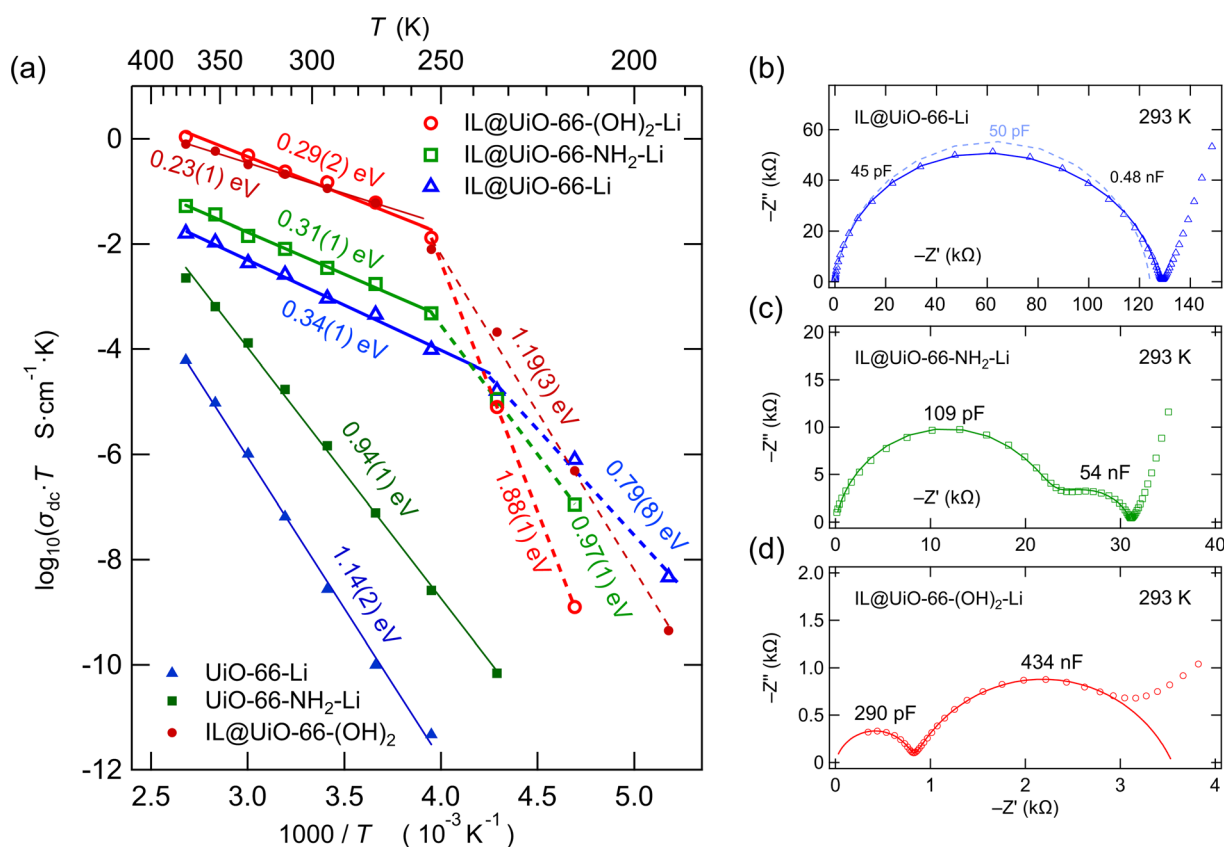 (a)
T (K)
400 350 300 250 200
0
-2
-4
-6
-8
-10
-12
log10(σdc·T S·cm⁻¹·K)
2.5 3.0 3.5 4.0 4.5 5.0
1000 / T ( 10⁻³ K⁻¹)
IL@UiO-66-(OH)₂-Li
IL@UiO-66-NH₂-Li
IL@UiO-66-Li
0.29(2) eV
0.23(1) eV
0.31(1) eV
0.34(1) eV
0.94(1) eV
1.14(2) eV
1.19(3) eV
1.88(1) eV
0.97(1) eV
0.79(8) eV
UiO-66-Li
UiO-66-NH₂-Li
IL@UiO-66-(OH)₂
(b)
IL@UiO-66-Li 293 K
50 pF
45 pF 0.48 nF
–Z' (kΩ)
–Z'' (kΩ)
60
40
20
0
0 20 40 60 80 100 120 140
(c)
IL@UiO-66-NH₂-Li 293 K
109 pF
54 nF
–Z' (kΩ)
–Z'' (kΩ)
20
15
10
5
0
0 10 20 30 40
(d)
IL@UiO-66-(OH)₂-Li 293 K
434 nF
290 pF
–Z'' (kΩ)
2.0
1.5
1.0
0.5
0
0 1 2 3 4
–Z' (kΩ)